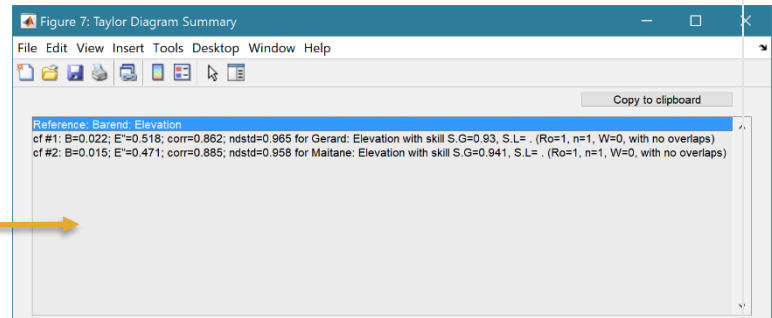 Figure 7: Taylor Diagram Summary
File Edit View Insert Tools Desktop Window Help
Copy to clipboard
Reference: Barend: Elevation
cf #1: B=0.022; E"=0.518; corr=0.862; ndstd=0.965 for Gerard: Elevation with skill S.G=0.93, S.L= . (Ro=1, n=1, W=0, with no overlaps)
cf #2: B=0.015; E"=0.471; corr=0.885; ndstd=0.958 for Maitane: Elevation with skill S.G=0.941, S.L= . (Ro=1, n=1, W=0, with no overlaps)